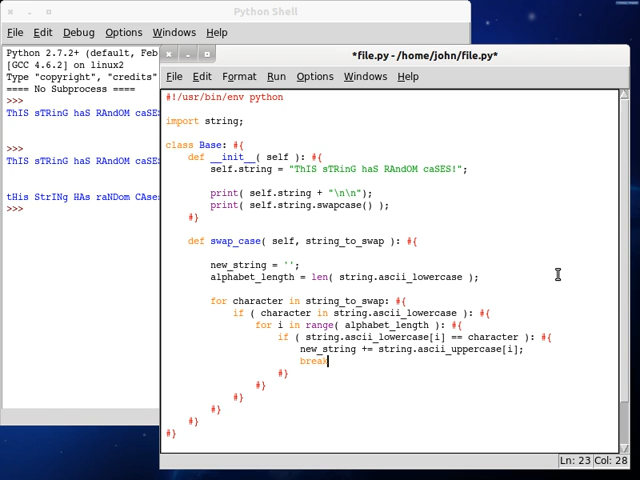 Python Shell
File Edit Debug Options Windows Help
Python 2.7.2+ (default, Feb
[GCC 4.6.2] on linux2
Type "copyright", "credits"
==== No Subprocess ====
>>>
ThIS sTRinG haS RAndOM caSES
>>>
ThIS sTRinG haS RAndOM caSES
tHis StrINg HAs raNDom CAses
>>>
*file.py - /home/john/file.py*
File Edit Format Run Options Windows Help
#!/usr/bin/env python
import string;
class Base: #{
def __init__( self ): #{
self.string = "ThIS sTRinG haS RAndOM caSES!";
print( self.string + "\n\n");
print( self.string.swapcase() );
#}
def swap_case( self, string_to_swap ): #{
new_string = '';
alphabet_length = len( string.ascii_lowercase );
for character in string_to_swap: #{
if ( character in string.ascii_lowercase ): #{
for i in range( alphabet_length ): #{
if ( string.ascii_lowercase[i] == character ): #{
new_string += string.ascii_uppercase[i];
break
#}
#}
#}
#}
#}
#}
Ln: 23 Col: 28